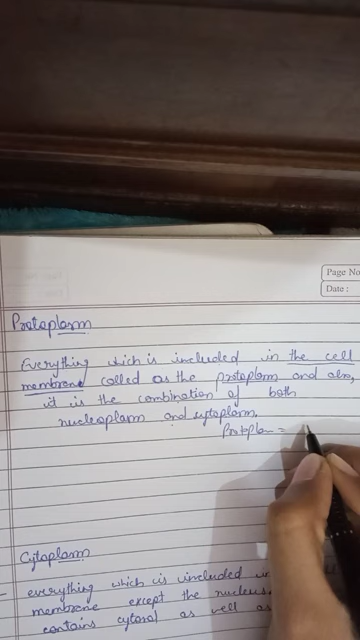 Page No
Date :
Protoplasm
Everything which is included in the cell
membrane called as the protoplasm and also,
it is the combination of both
nucleoplasm and cytoplasm.
Protoplasm =
Cytoplasm
everything which is included
membrane except the nucleus.
contains cytosol as well as